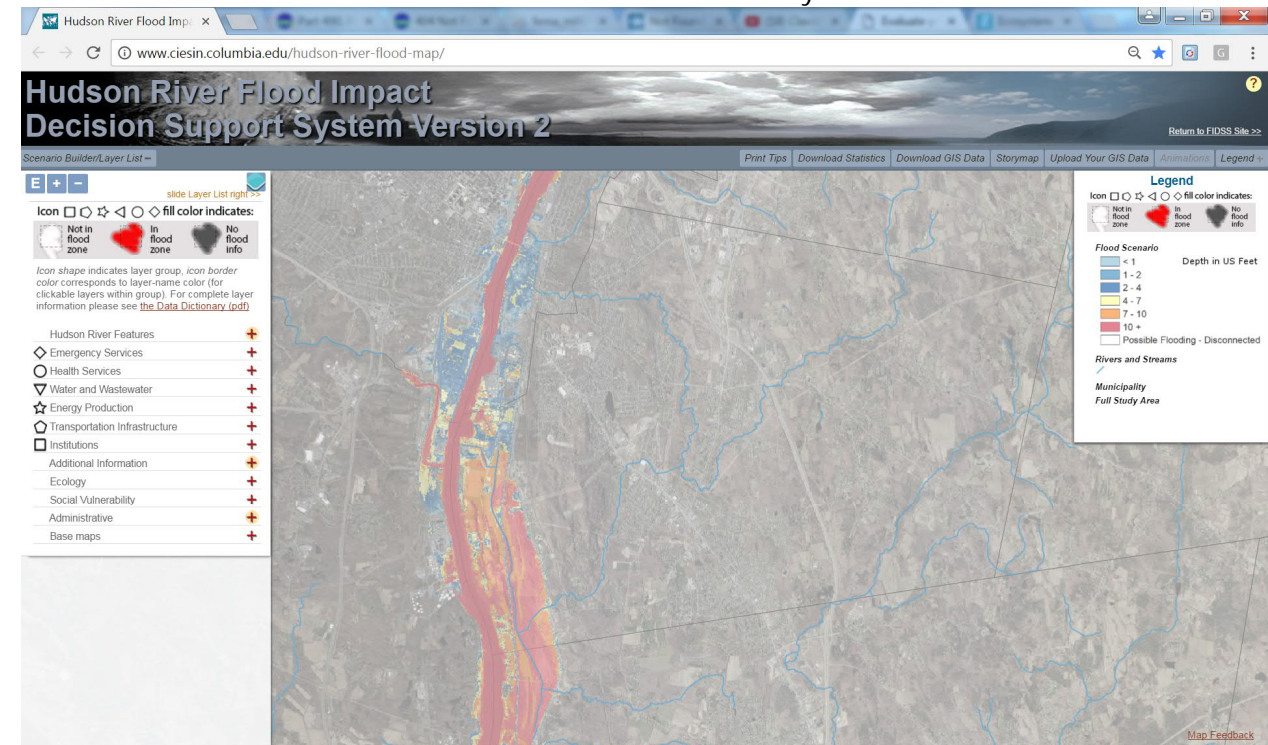 Hudson River Flood Imp
www.ciesin.columbia.edu/hudson-river-flood-map/
Hudson River Flood Impact
Decision Support System Version 2
?
Return to FIDSS Site >>
Scenario Builder/Layer List –
Print Tips
Download Statistics
Download GIS Data
Storymap
Upload Your GIS Data
Animations
Legend +
E + −
slide Layer List right >>
Icon fill color indicates:
Not in
flood
zone
In
flood
zone
No
flood
info
Icon shape indicates layer group, icon border
color corresponds to layer-name color (for
clickable layers within group). For complete layer
information please see the Data Dictionary (pdf)
Hudson River Features +
Emergency Services +
Health Services +
Water and Wastewater +
Energy Production +
Transportation Infrastructure +
Institutions +
Additional Information +
Ecology +
Social Vulnerability +
Administrative +
Base maps +
Legend
Icon fill color indicates:
Not in
flood
zone
In
flood
zone
No
flood
info
Flood Scenario
< 1 Depth in US Feet
1 - 2
2 - 4
4 - 7
7 - 10
10 +
Possible Flooding - Disconnected
Rivers and Streams
Municipality
Full Study Area
Map Feedback